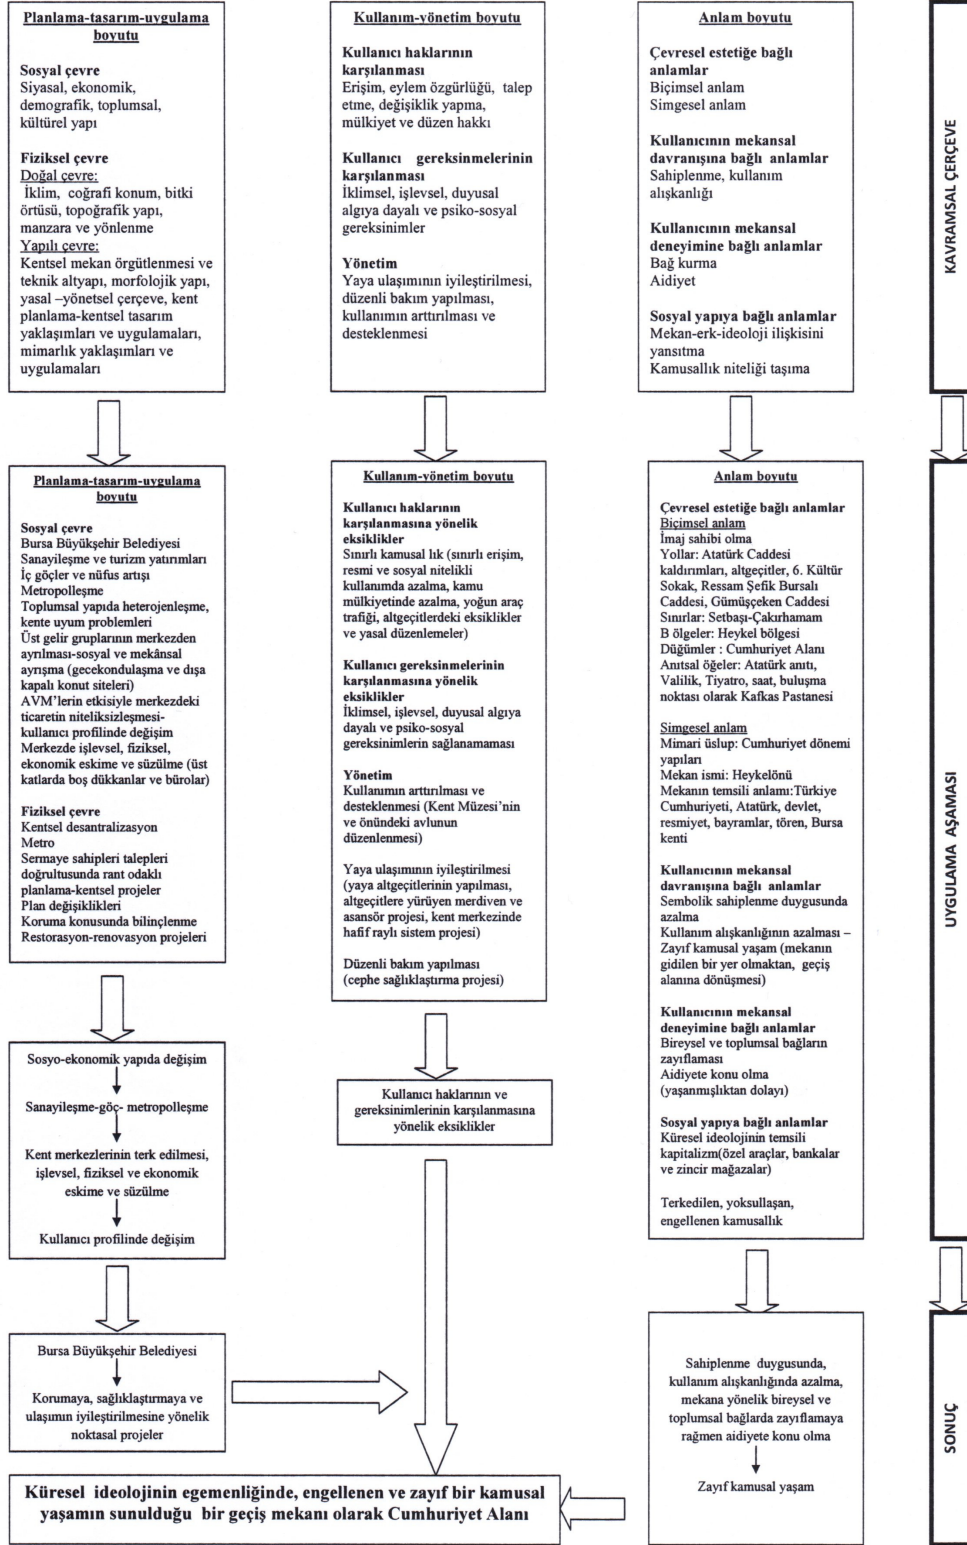 Planlama-tasarım-uygulama
boyutu
Sosyal çevre
Siyasal, ekonomik,
demografik, toplumsal,
kültürel yapı
Fiziksel çevre
Doğal çevre:
İklim, coğrafi konum, bitki
örtüsü, topoğrafik yapı,
manzara ve yönlenme
Yapılı çevre:
Kentsel mekan örgütlenmesi ve
teknik altyapı, morfolojik yapı,
yasal –yönetsel çerçeve, kent
planlama-kentsel tasarım
yaklaşımları ve uygulamaları,
mimarlık yaklaşımları ve
uygulamaları
Kullanım-yönetim boyutu
Kullanıcı haklarının
karşılanması
Erişim, eylem özgürlüğü, talep
etme, değişiklik yapma,
mülkiyet ve düzen hakkı
Kullanıcı gereksinmelerinin
karşılanması
İklimsel, işlevsel, duyusal
algıya dayalı ve psiko-sosyal
gereksinimler
Yönetim
Yaya ulaşımının iyileştirilmesi,
düzenli bakım yapılması,
kullanımın arttırılması ve
desteklenmesi
Anlam boyutu
Çevresel estetiğe bağlı
anlamlar
Biçimsel anlam
Simgesel anlam
Kullanıcının mekansal
davranışına bağlı anlamlar
Sahiplenme, kullanım
alışkanlığı
Kullanıcının mekansal
deneyimine bağlı anlamlar
Bağ kurma
Aidiyet
Sosyal yapıya bağlı anlamlar
Mekan-erk-ideoloji ilişkisini
yansıtma
Kamusallık niteliği taşıma
KAVRAMSAL ÇERÇEVE
Planlama-tasarım-uygulama
boyutu
Sosyal çevre
Bursa Büyükşehir Belediyesi
Sanayileşme ve turizm yatırımları
İç göçler ve nüfus artışı
Metropolleşme
Toplumsal yapıda heterojenleşme,
kente uyum problemleri
Üst gelir gruplarının merkezden
ayrılması-sosyal ve mekânsal
ayrışma (gecekondulaşma ve dışa
kapalı konut siteleri)
AVM'lerin etkisiyle merkezdeki
ticaretin niteliksizleşmesi-
kullanıcı profilinde değişim
Merkezde işlevsel, fiziksel,
ekonomik eskime ve süzülme (üst
katlarda boş dükkanlar ve bürolar)
Fiziksel çevre
Kentsel desantralizasyon
Metro
Sermaye sahipleri talepleri
doğrultusunda rant odaklı
planlama-kentsel projeler
Plan değişiklikleri
Koruma konusunda bilinçlenme
Restorasyon-renovasyon projeleri
Kullanım-yönetim boyutu
Kullanıcı haklarının
karşılanmasına yönelik
eksiklikler
Sınırlı kamusal lık (sınırlı erişim,
resmi ve sosyal nitelikli
kullanımda azalma, kamu
mülkiyetinde azalma, yoğun araç
trafiği, altgeçitlerdeki eksiklikler
ve yasal düzenlemeler)
Kullanıcı gereksinmelerinin
karşılanmasına yönelik
eksiklikler
İklimsel, işlevsel, duyusal algıya
dayalı ve psiko-sosyal
gereksinimlerin sağlanamaması
Yönetim
Kullanımın arttırılması ve
desteklenmesi (Kent Müzesi'nin
ve önündeki avlunun
düzenlenmesi)
Yaya ulaşımının iyileştirilmesi
(yaya altgeçitlerinin yapılması,
altgeçitlere yürüyen merdiven ve
asansör projesi, kent merkezinde
hafif raylı sistem projesi)
Düzenli bakım yapılması
(cephe sağlıklaştırma projesi)
Anlam boyutu
Çevresel estetiğe bağlı anlamlar
Biçimsel anlam
İmaj sahibi olma
Yollar: Atatürk Caddesi
kaldırımları, altgeçitler, 6. Kültür
Sokak, Ressam Şefik Bursalı
Caddesi, Gümüşçeken Caddesi
Sınırlar: Setbaşı-Çakırhamam
B ölgeler: Heykel bölgesi
Düğümler : Cumhuriyet Alanı
Anıtsal öğeler: Atatürk anıtı,
Valilik, Tiyatro, saat, buluşma
noktası olarak Kafkas Pastanesi
Simgesel anlam
Mimari üslup: Cumhuriyet dönemi
yapıları
Mekan ismi: Heykelönü
Mekanın temsili anlamı:Türkiye
Cumhuriyeti, Atatürk, devlet,
resmiyet, bayramlar, tören, Bursa
kenti
Kullanıcının mekansal
davranışına bağlı anlamlar
Sembolik sahiplenme duygusunda
azalma
Kullanım alışkanlığının azalması –
Zayıf kamusal yaşam (mekanın
gidilen bir yer olmaktan, geçiş
alanına dönüşmesi)
Kullanıcının mekansal
deneyimine bağlı anlamlar
Bireysel ve toplumsal bağların
zayıflaması
Aidiyete konu olma
(yaşanmışlıktan dolayı)
Sosyal yapıya bağlı anlamlar
Küresel ideolojinin temsili
kapitalizm(özel araçlar, bankalar
ve zincir mağazalar)
Terkedilen, yoksullaşan,
engellenen kamusallık
UYGULAMA AŞAMASI
Sosyo-ekonomik yapıda değişim
Sanayileşme-göç- metropolleşme
Kent merkezlerinin terk edilmesi,
işlevsel, fiziksel ve ekonomik
eskime ve süzülme
Kullanıcı profilinde değişim
Kullanıcı haklarının ve
gereksinimlerinin karşılanmasına
yönelik eksiklikler
Bursa Büyükşehir Belediyesi
Korumaya, sağlıklaştırmaya ve
ulaşımın iyileştirilmesine yönelik
noktasal projeler
Sahiplenme duygusunda,
kullanım alışkanlığında azalma,
mekana yönelik bireysel ve
toplumsal bağlarda zayıflamaya
rağmen aidiyete konu olma
Zayıf kamusal yaşam
SONUÇ
Küresel ideolojinin egemenliğinde, engellenen ve zayıf bir kamusal
yaşamın sunulduğu bir geçiş mekanı olarak Cumhuriyet Alanı